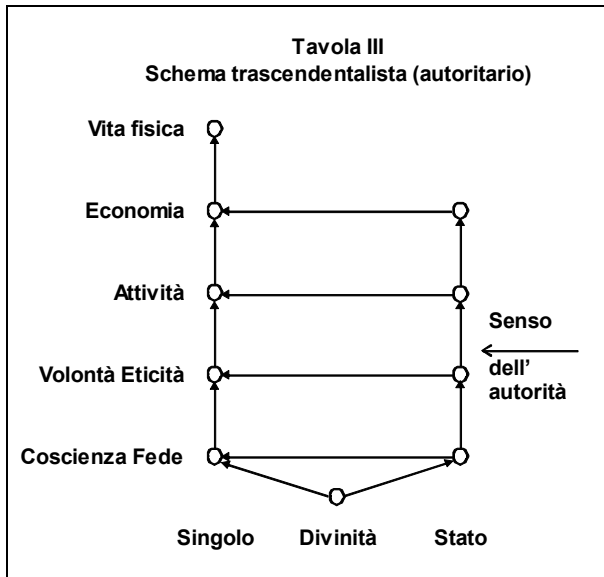 Tavola III
Schema trascendentalista (autoritario)
Vita fisica
Economia
Attività
Senso
dell'
autorità
Volontà Eticità
Coscienza Fede
Singolo Divinità Stato